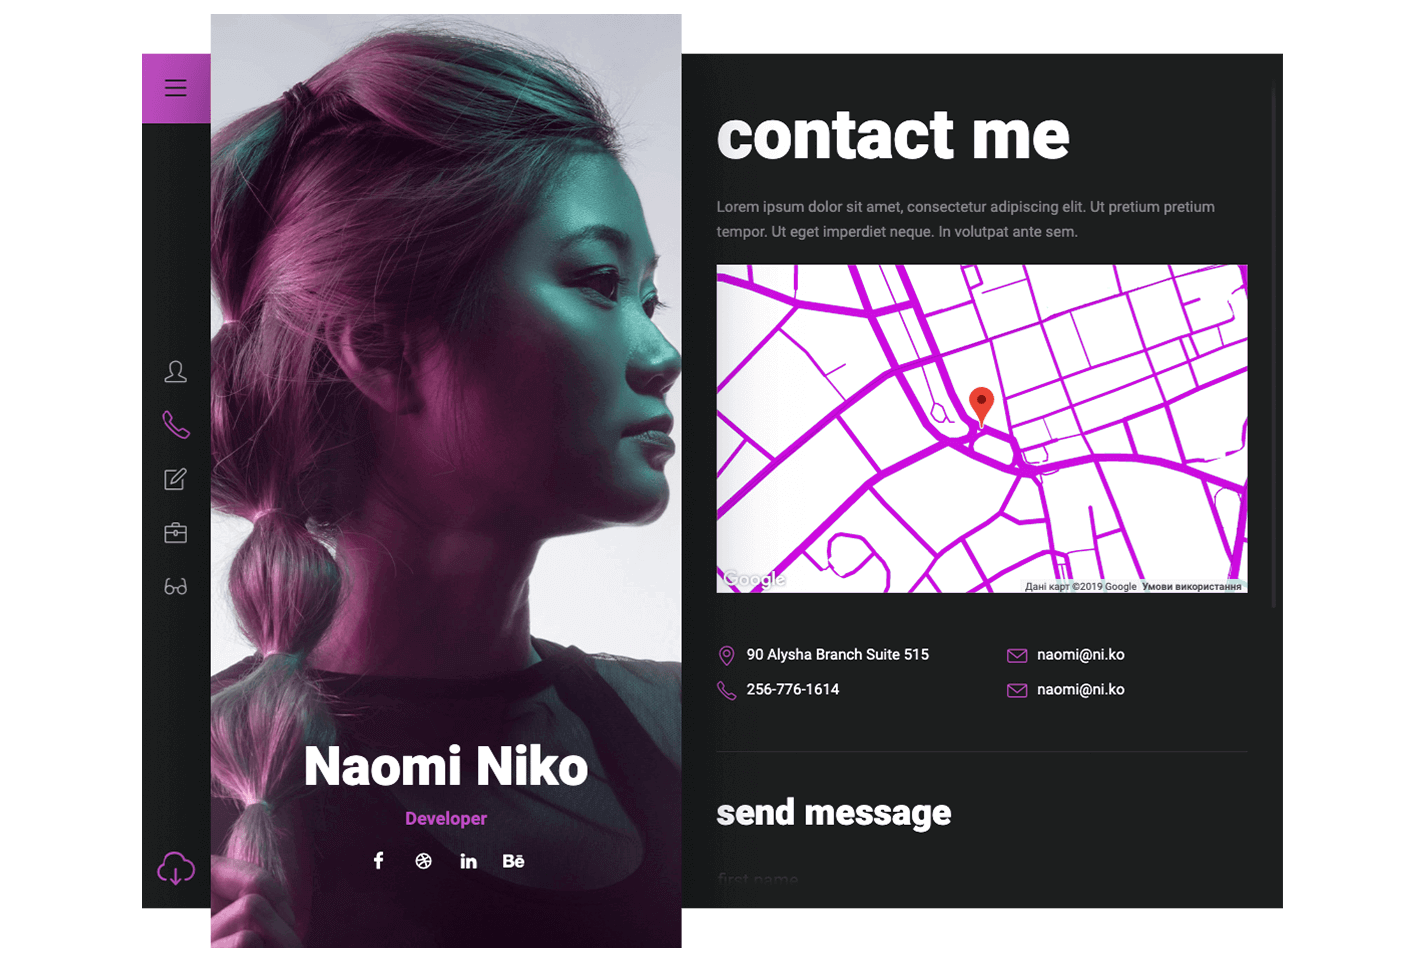 contact me
Lorem ipsum dolor sit amet, consectetur adipiscing elit. Ut pretium pretium
tempor. Ut eget imperdiet neque. In volutpat ante sem.
Google
Дані карт ©2019 Google Умови використання
90 Alysha Branch Suite 515
naomi@ni.ko
256-776-1614
naomi@ni.ko
Naomi Niko
Developer
Bē
send message
first name